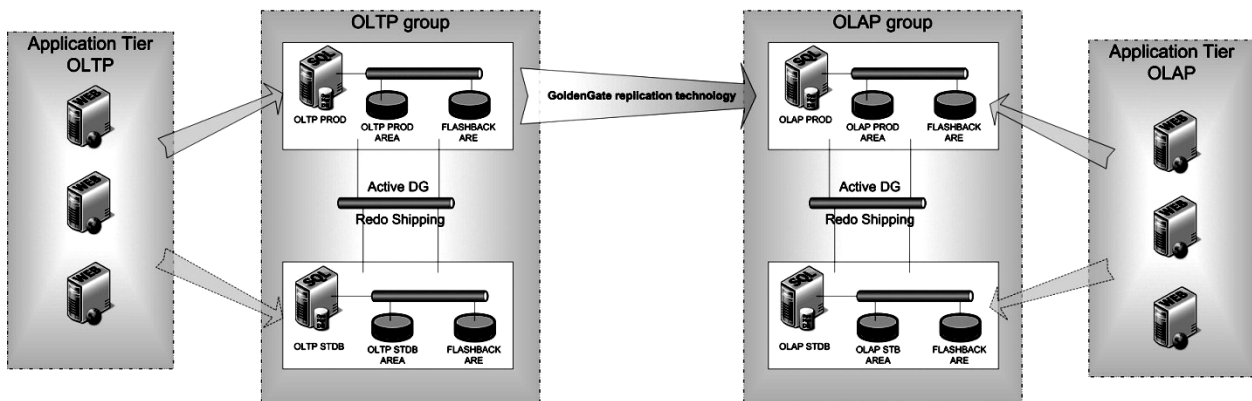 Application Tier
OLTP
WEB
WEB
WEB
OLTP group
SQL
OLTP PROD
OLTP PROD
AREA
FLASHBACK
ARE
Active DG
Redo Shipping
SQL
OLTP STDB
OLTP STDB
AREA
FLASHBACK
ARE
GoldenGate replication technology
OLAP group
SQL
OLAP PROD
OLAP PROD
AREA
FLASHBACK
ARE
Active DG
Redo Shipping
SQL
OLAP STDB
OLAP STB
AREA
FLASHBACK
ARE
Application Tier
OLAP
WEB
WEB
WEB